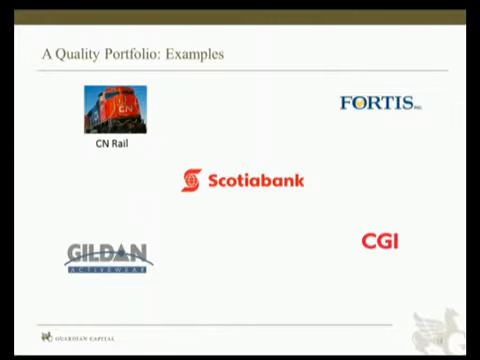 A Quality Portfolio: Examples
CN
CN Rail
FORTIS INC.
Scotiabank
GILDAN
ACTIVEWEAR
CGI
GUARDIAN CAPITAL